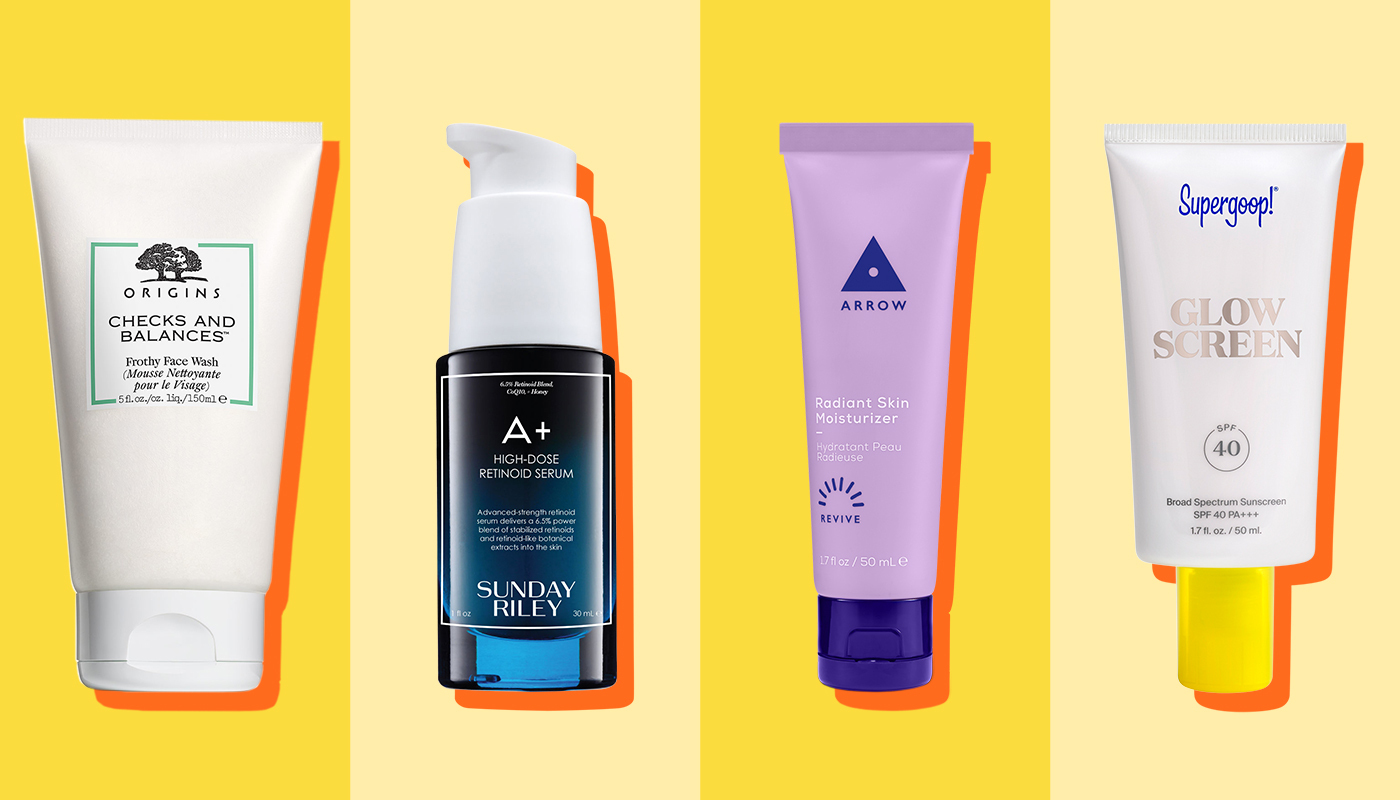 ORIGINS
CHECKS AND
BALANCES™
Frothy Face Wash
(Mousse Nettoyante
pour le Visage)
5 fl.oz./oz. liq./150ml ℮
6.5% Retinoid Blend,
CoQ10, + Honey
A+
HIGH-DOSE
RETINOID SERUM
Advanced-strength retinoid
serum delivers a 6.5% power
blend of stabilized retinoids
and retinoid-like botanical
extracts into the skin
SUNDAY
RILEY
1 fl oz 30 mL ℮
ARROW
Radiant Skin
Moisturizer
Hydratant Peau
Radieuse
REVIVE
1.7 fl oz / 50 mL ℮
Supergoop!®
GLOW
SCREEN
SPF
40
Broad Spectrum Sunscreen
SPF 40 PA+++
1.7 fl. oz. / 50 ml.